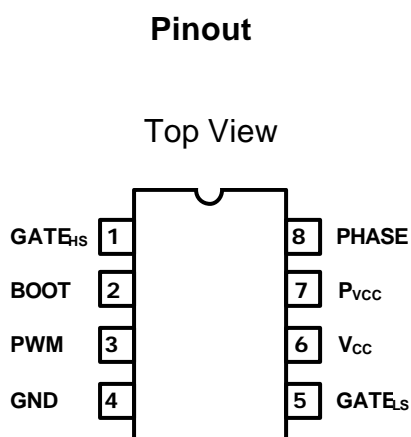 Pinout
Top View
GATEHS 1 8 PHASE
BOOT 2 7 PVCC
PWM 3 6 VCC
GND 4 5 GATELS